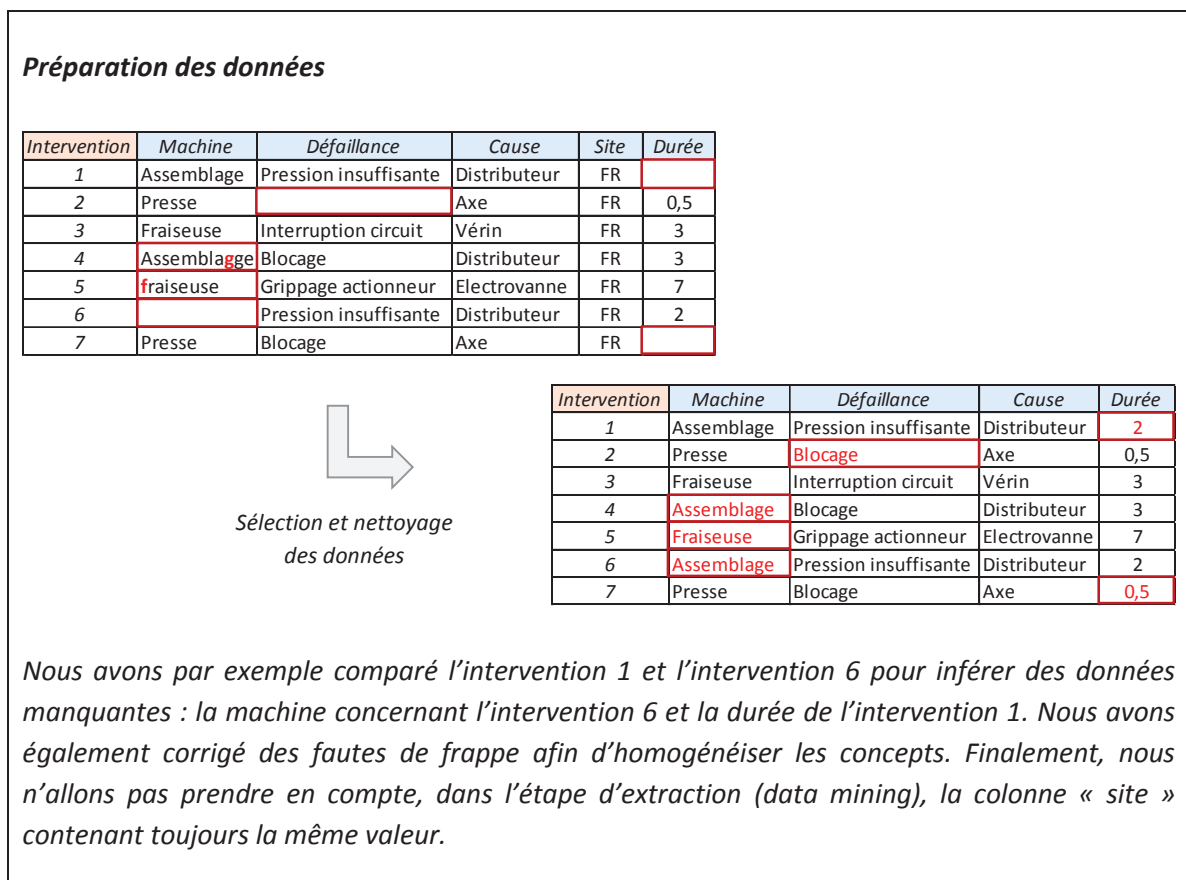 Préparation des données
Intervention Machine Défaillance Cause Site Durée
1 Assemblage Pression insuffisante Distributeur FR
2 Presse Axe FR 0,5
3 Fraiseuse Interruption circuit Vérin FR 3
4 Assemblagge Blocage Distributeur FR 3
5 fraiseuse Grippage actionneur Electrovanne FR 7
6 Pression insuffisante Distributeur FR 2
7 Presse Blocage Axe FR
Sélection et nettoyage
des données
Intervention Machine Défaillance Cause Durée
1 Assemblage Pression insuffisante Distributeur 2
2 Presse Blocage Axe 0,5
3 Fraiseuse Interruption circuit Vérin 3
4 Assemblage Blocage Distributeur 3
5 Fraiseuse Grippage actionneur Electrovanne 7
6 Assemblage Pression insuffisante Distributeur 2
7 Presse Blocage Axe 0,5
Nous avons par exemple comparé l’intervention 1 et l’intervention 6 pour inférer des données
manquantes : la machine concernant l’intervention 6 et la durée de l’intervention 1. Nous avons
également corrigé des fautes de frappe afin d’homogénéiser les concepts. Finalement, nous
n’allons pas prendre en compte, dans l’étape d’extraction (data mining), la colonne « site »
contenant toujours la même valeur.